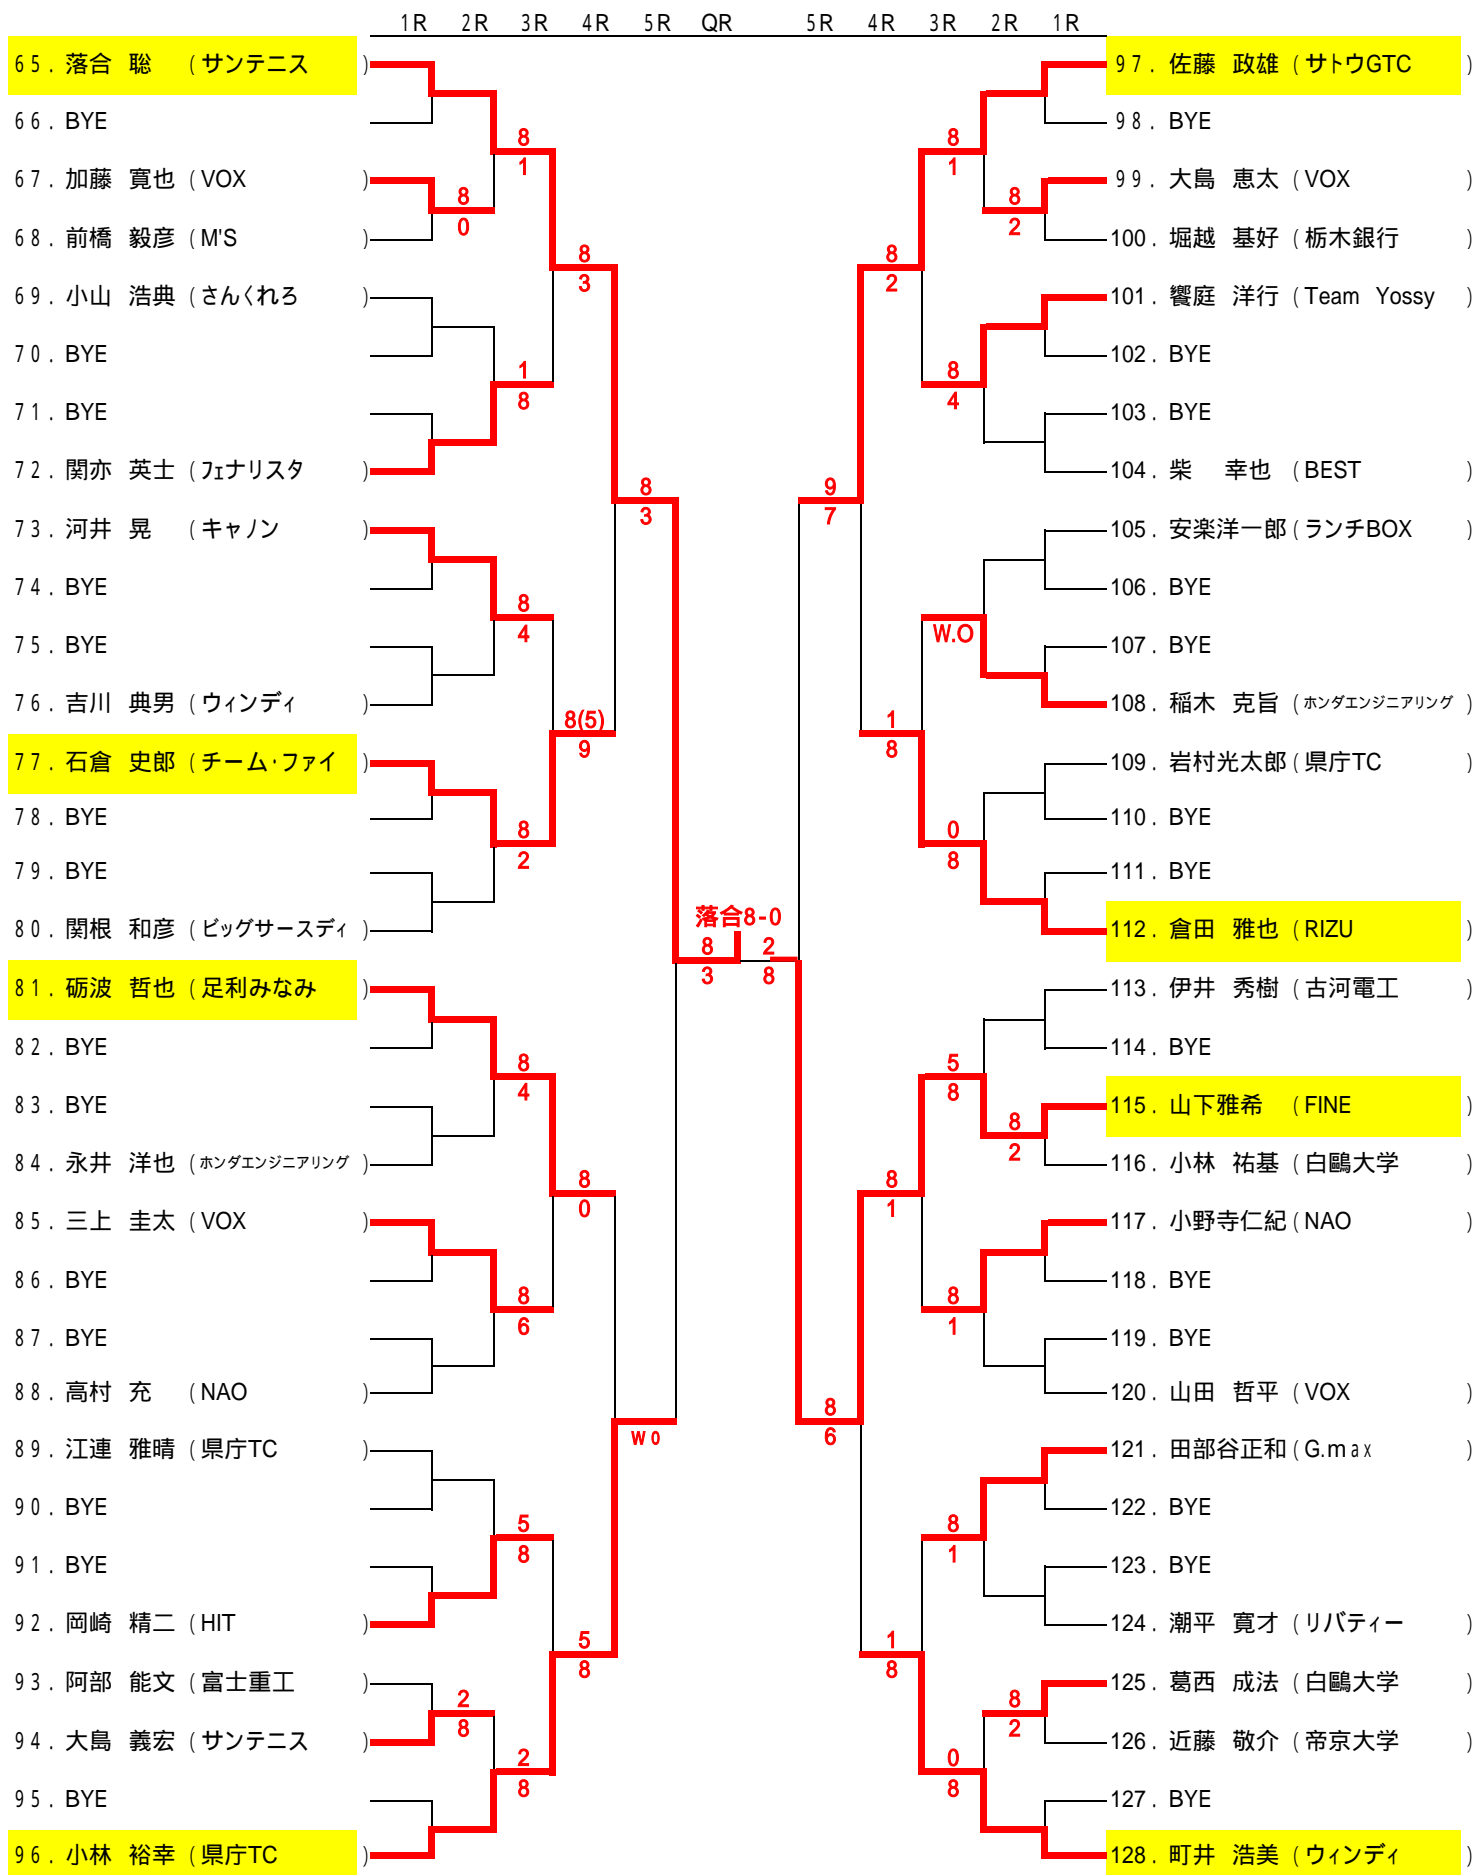 1R 2R 3R 4R 5R QR 5R 4R 3R 2R 1R
65. 落合 聡 (サンテニス)
66. BYE
67. 加藤 寛也 (VOX)
68. 前橋 毅彦 (M'S)
69. 小山 浩典 (さんくれろ)
70. BYE
71. BYE
72. 関亦 英士 (フェナリスタ)
73. 河井 晃 (キャノン)
74. BYE
75. BYE
76. 吉川 典男 (ウィンディ)
77. 石倉 史郎 (チーム・ファイ)
78. BYE
79. BYE
80. 関根 和彦 (ビッグサースディ)
81. 砺波 哲也 (足利みなみ)
82. BYE
83. BYE
84. 永井 洋也 (ホンダエンジニアリング)
85. 三上 圭太 (VOX)
86. BYE
87. BYE
88. 高村 充 (NAO)
89. 江連 雅晴 (県庁TC)
90. BYE
91. BYE
92. 岡崎 精二 (HIT)
93. 阿部 能文 (富士重工)
94. 大島 義宏 (サンテニス)
95. BYE
96. 小林 裕幸 (県庁TC)
8
0
2
8
8
1
1
8
8
4
8
2
8
4
8
6
5
8
2
8
8
3
8(5)
9
8
0
5
8
8
3
W0
落合8-0
8
3
2
8
9
7
8
6
8
2
1
8
8
1
1
8
8
1
8
4
W.O
0
8
5
8
8
1
8
1
0
8
8
2
8
2
8
2
97. 佐藤 政雄 (サトウGTC)
98. BYE
99. 大島 恵太 (VOX)
100. 堀越 基好 (栃木銀行)
101. 饗庭 洋行 (Team Yossy)
102. BYE
103. BYE
104. 柴 幸也 (BEST)
105. 安楽洋一郎 (ランチBOX)
106. BYE
107. BYE
108. 稲木 克旨 (ホンダエンジニアリング)
109. 岩村光太郎 (県庁TC)
110. BYE
111. BYE
112. 倉田 雅也 (RIZU)
113. 伊井 秀樹 (古河電工)
114. BYE
115. 山下雅希 (FINE)
116. 小林 祐基 (白鷗大学)
117. 小野寺仁紀 (NAO)
118. BYE
119. BYE
120. 山田 哲平 (VOX)
121. 田部谷正和 (G.max)
122. BYE
123. BYE
124. 潮平 寛才 (リバティー)
125. 葛西 成法 (白鷗大学)
126. 近藤 敬介 (帝京大学)
127. BYE
128. 町井 浩美 (ウィンディ)